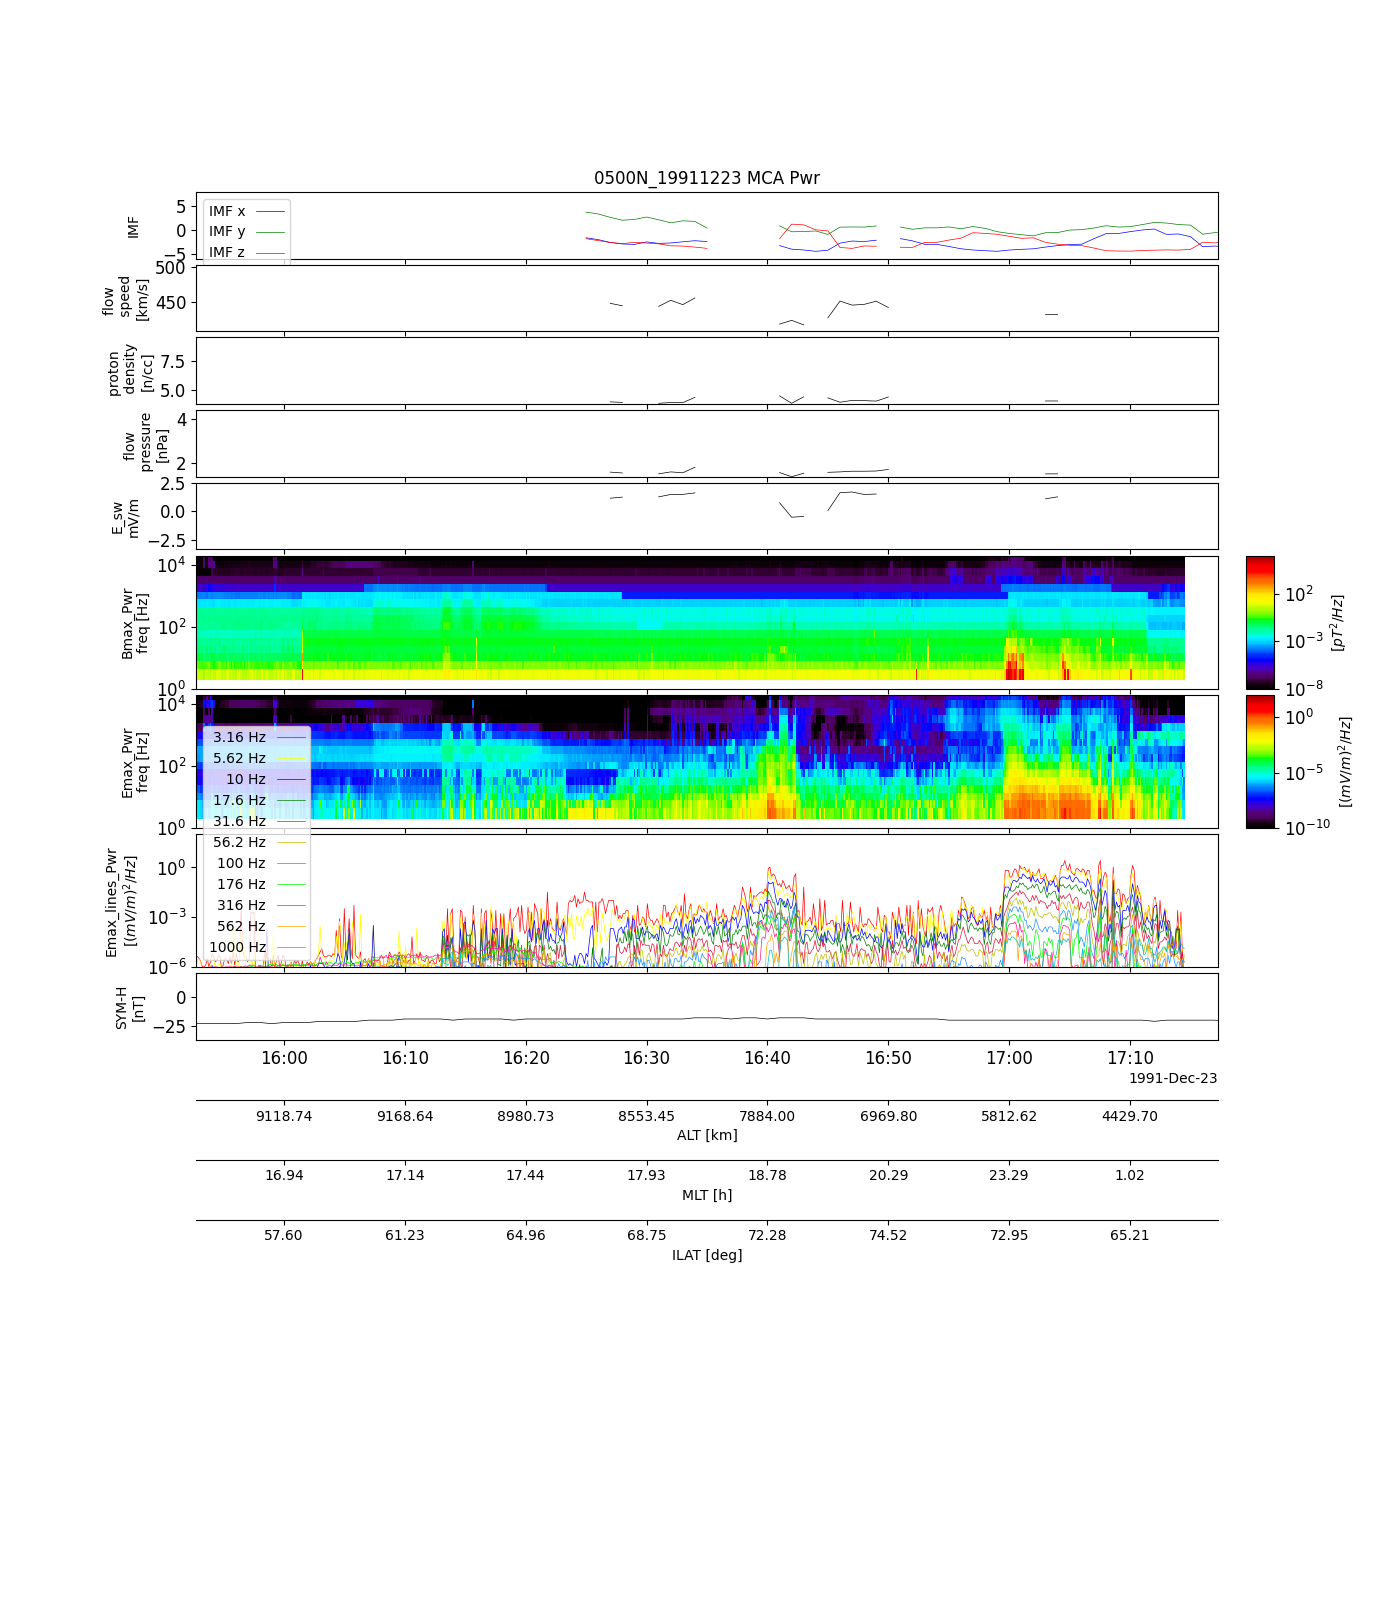 0500N_19911223 MCA Pwr
IMF
5
0
−5
IMF x
IMF y
IMF z
flow
speed
[km/s]
500
450
proton
density
[n/cc]
7.5
5.0
flow
pressure
[nPa]
4
2
E_sw
mV/m
2.5
0.0
−2.5
Bmax_Pwr
freq [Hz]
10^4
10^2
10^0
10^2
10^−3
10^−8
[pT^2/Hz]
Emax_Pwr
freq [Hz]
10^4
10^2
10^0
10^0
10^−5
10^−10
[(mV/m)^2/Hz]
3.16 Hz
5.62 Hz
10 Hz
17.6 Hz
31.6 Hz
56.2 Hz
100 Hz
176 Hz
316 Hz
562 Hz
1000 Hz
Emax_lines_Pwr
[(mV/m)^2/Hz]
10^0
10^−3
10^−6
SYM-H
[nT]
0
−25
16:00 16:10 16:20 16:30 16:40 16:50 17:00 17:10
1991-Dec-23
9118.74 9168.64 8980.73 8553.45 7884.00 6969.80 5812.62 4429.70
ALT [km]
16.94 17.14 17.44 17.93 18.78 20.29 23.29 1.02
MLT [h]
57.60 61.23 64.96 68.75 72.28 74.52 72.95 65.21
ILAT [deg]